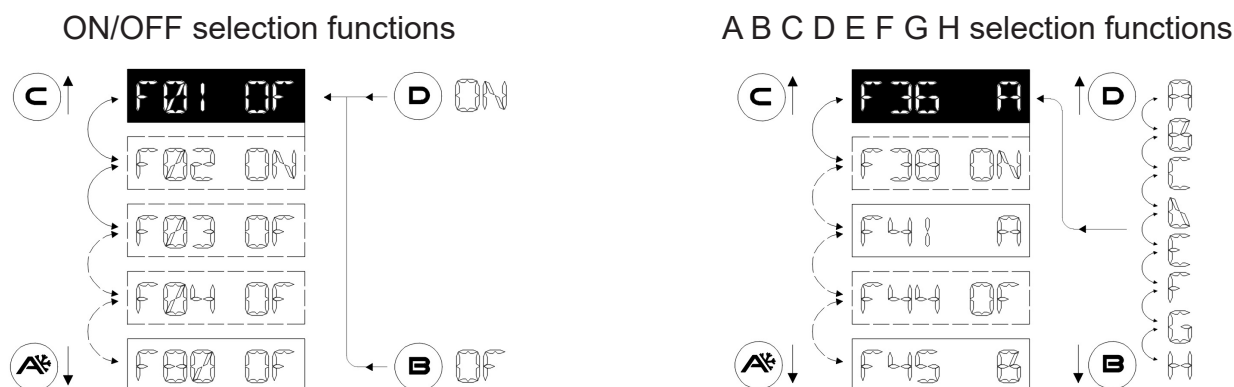 ON/OFF selection functions
C F01 OF D ON
F02 ON
F03 OF
F04 OF
A F80 OF B OF
A B C D E F G H selection functions
C F36 A D A
B
F38 ON C
F41 A D
E
F44 OF F
G
A F45 B B H